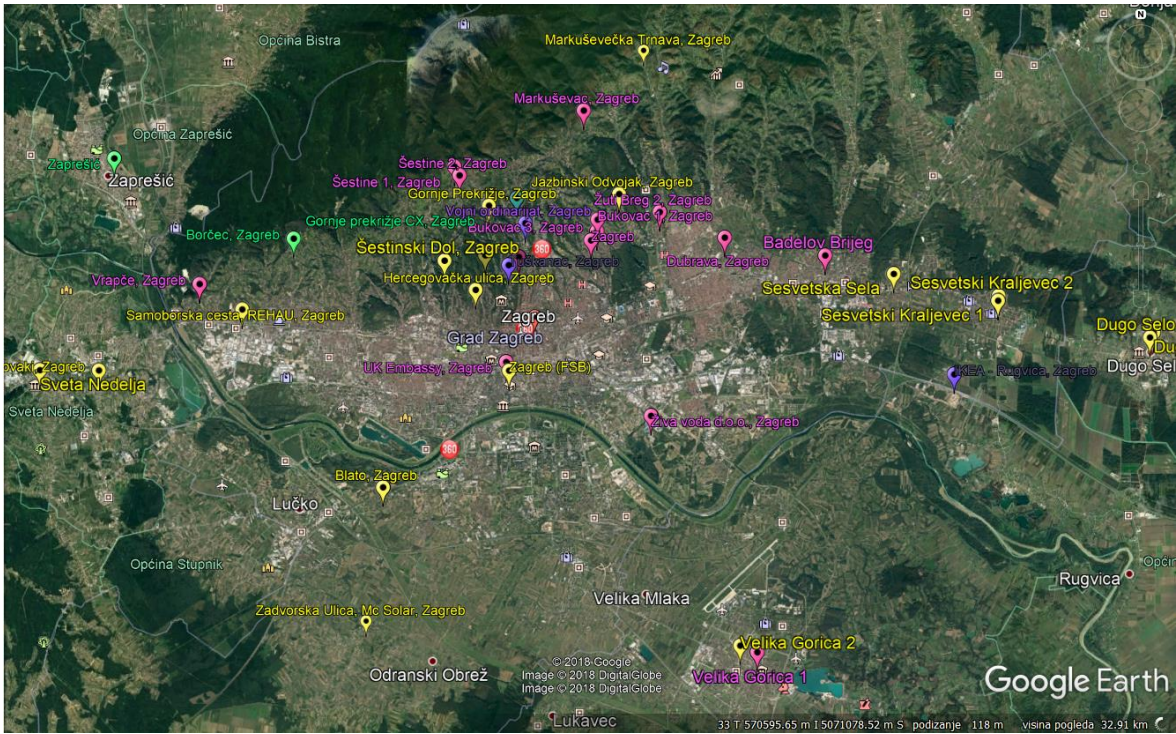 Općina Bistra
Markuševečka Trnava, Zagreb
Markuševac, Zagreb
Općina Zaprešić
Zaprešić
Zaprešić
Šestine 2, Zagreb
Šestine 1, Zagreb
Jazbinski Odvojak, Zagreb
Gornje Prekrižje, Zagreb
Žuti Breg 2, Zagreb
Vojni ordinarijat, Zagreb
Bukovac 1, Zagreb
Gornje prekrižje CX, Zagreb
Bukovac 3, Zagreb
Borčec, Zagreb
Zagreb
Šestinski Dol, Zagreb
360
Badelov Brijeg
Dubrava, Zagreb
Hercegovačka ulica, Zagreb
Vrapče, Zagreb
Sesvetska Sela
Sesvetski Kraljevec 2
Samoborska cesta, REHAU, Zagreb
Sesvetski Kraljevec 1
Zagreb
360
Dugo Selo
Grad Zagreb
UK Embassy, Zagreb
Zagreb (FSB)
KEA - Rugvica, Zagreb
Sveta Nedelja
Sveta Nedelja
Živa voda d.o.o., Zagreb
360
Blato, Zagreb
Lučko
Općina Stupnik
Rugvica
Velika Mlaka
Zadvorska Ulica, Mc Solar, Zagreb
Velika Gorica 2
Odranski Obrež
Velika Gorica 1
© 2018 Google
Image © 2018 DigitalGlobe
Image © 2018 DigitalGlobe
Google Earth
Lukavec
33 T 570595.65 m I 5071078.52 m S podizanje 118 m visina pogleda 32.91 km
N